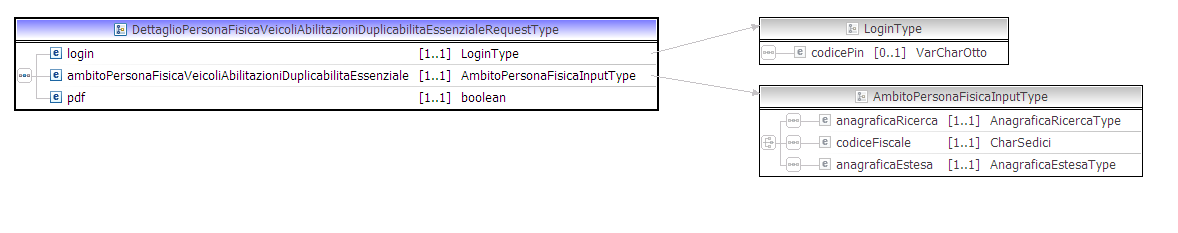 DettaglioPersonaFisicaVeicoliAbilitazioniDuplicabilitaEssenzialeRequestType
e login [1..1] LoginType
e ambitoPersonaFisicaVeicoliAbilitazioniDuplicabilitaEssenziale [1..1] AmbitoPersonaFisicaInputType
e pdf [1..1] boolean
LoginType
e codicePin [0..1] VarCharOtto
AmbitoPersonaFisicaInputType
e anagraficaRicerca [1..1] AnagraficaRicercaType
e codiceFiscale [1..1] CharSedici
e anagraficaEstesa [1..1] AnagraficaEstesaType